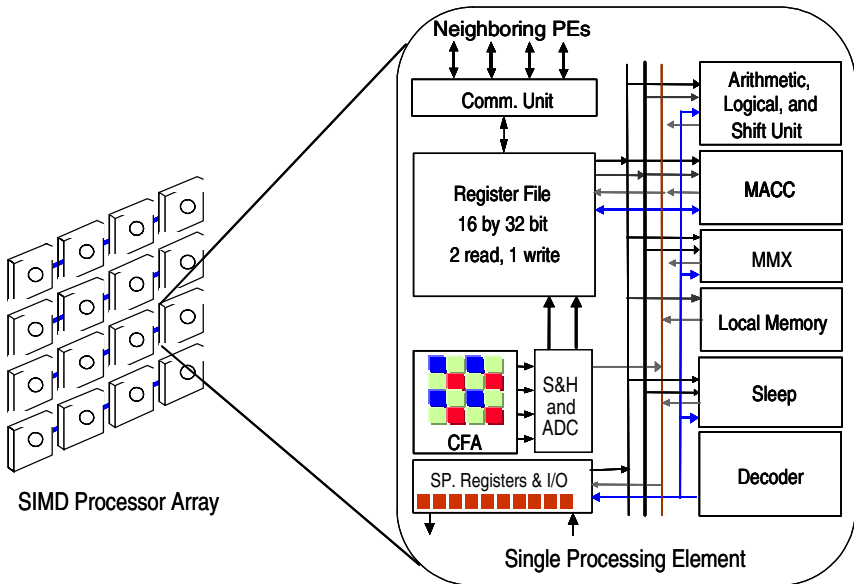 Neighboring PEs
Comm. Unit
Register File
16 by 32 bit
2 read, 1 write
CFA
S&H
and
ADC
SP. Registers & I/O
Arithmetic,
Logical, and
Shift Unit
MACC
MMX
Local Memory
Sleep
Decoder
SIMD Processor Array
Single Processing Element